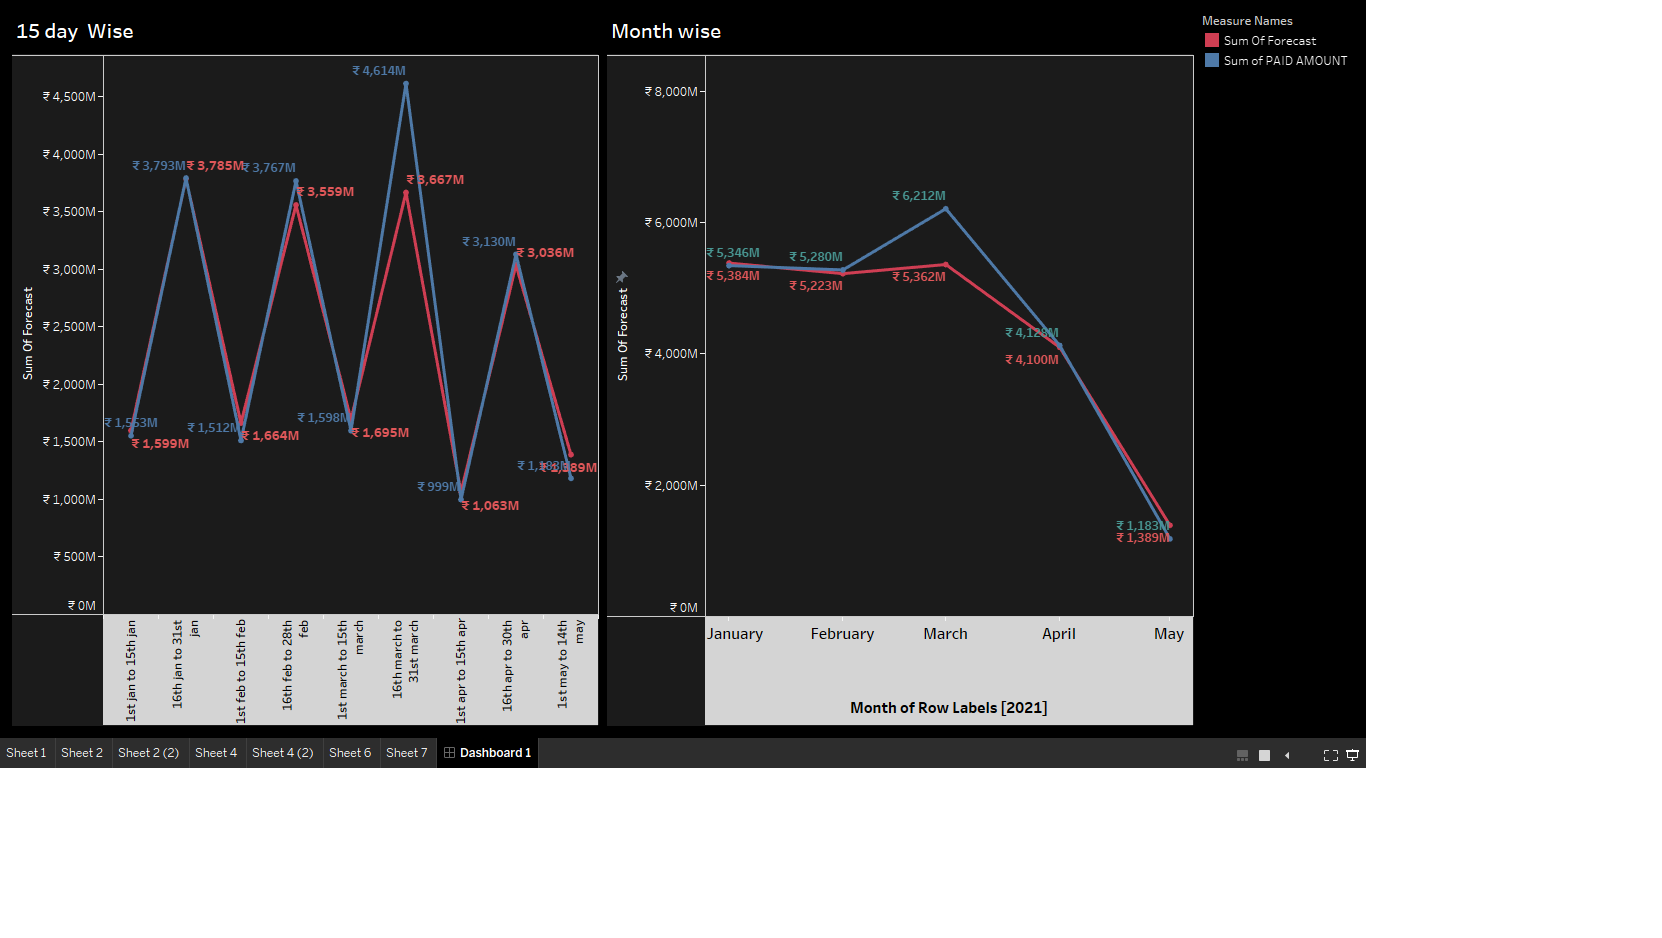 15 day  Wise
₹ 4,500M
₹ 4,000M
₹ 3,500M
₹ 3,000M
₹ 2,500M
₹ 2,000M
₹ 1,500M
₹ 1,000M
₹ 500M
₹ 0M
Sum Of Forecast
₹ 4,614M
₹ 3,793M
₹ 3,785M
₹ 3,767M
₹ 3,559M
₹ 3,667M
₹ 3,130M
₹ 3,036M
₹ 1,553M
₹ 1,599M
₹ 1,512M
₹ 1,664M
₹ 1,598M
₹ 1,695M
₹ 999M
₹ 1,063M
₹ 1,183M
₹ 1,389M
1st jan to 15th jan
16th jan to 31st
jan
1st feb to 15th feb
16th feb to 28th
feb
1st march to 15th
march
16th march to
31st march
1st apr to 15th apr
16th apr to 30th
apr
1st may to 14th
may
Month wise
₹ 8,000M
₹ 6,000M
₹ 4,000M
₹ 2,000M
₹ 0M
Sum Of Forecast
₹ 5,346M
₹ 5,384M
₹ 5,280M
₹ 5,223M
₹ 6,212M
₹ 5,362M
₹ 4,128M
₹ 4,100M
₹ 1,183M
₹ 1,389M
January
February
March
April
May
Month of Row Labels [2021]
Measure Names
Sum Of Forecast
Sum of PAID AMOUNT
Sheet 1
Sheet 2
Sheet 2 (2)
Sheet 4
Sheet 4 (2)
Sheet 6
Sheet 7
Dashboard 1